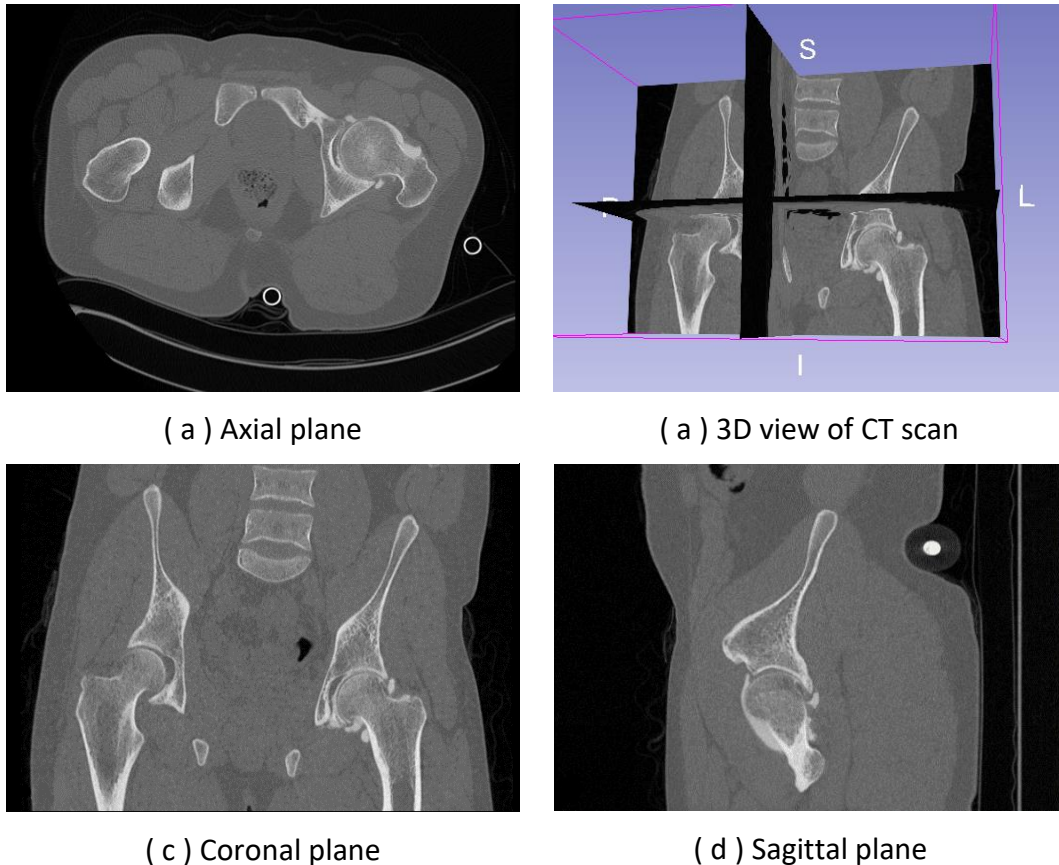 S
R
L
I
( a ) Axial plane
( a ) 3D view of CT scan
( c ) Coronal plane
( d ) Sagittal plane